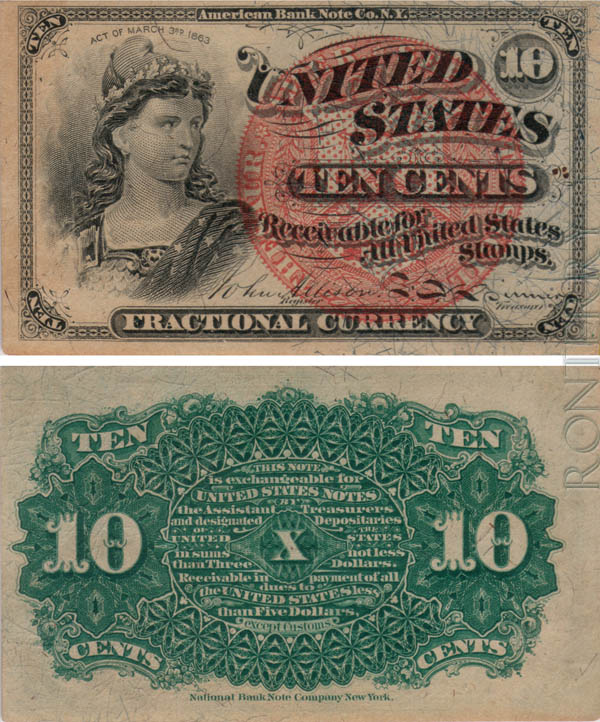 American Bank Note Co. N.Y.
TEN
TEN
ACT OF MARCH 3RD. 1863
UNITED
10
STATES
TEN CENTS
Receivable for
All United States
Stamps.
Register
Treasurer
TEN
FRACTIONAL CURRENCY
TEN
TEN
TEN
THIS NOTE
is exchangeable for
UNITED STATES NOTES
BY
the Assistant Treasurers
and designated Depositaries
OF THE
UNITED STATES
10
X
10
in sums not less
than Three Dollars.
Receivable in payment of all
dues to
the UNITED STATES less
than Five Dollars
except Customs
CENTS
CENTS
National Bank Note Company New York.